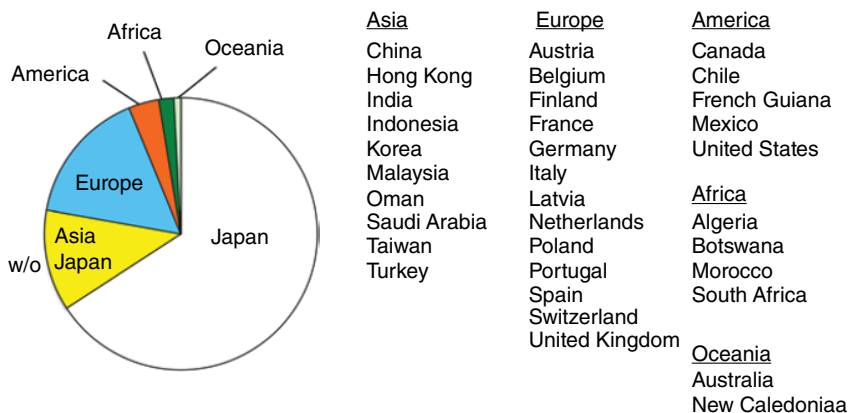 Africa
Oceania
America
Europe
Asia
w/o Japan
Japan
Asia
China
Hong Kong
India
Indonesia
Korea
Malaysia
Oman
Saudi Arabia
Taiwan
Turkey
Europe
Austria
Belgium
Finland
France
Germany
Italy
Latvia
Netherlands
Poland
Portugal
Spain
Switzerland
United Kingdom
America
Canada
Chile
French Guiana
Mexico
United States
Africa
Algeria
Botswana
Morocco
South Africa
Oceania
Australia
New Caledoniaa